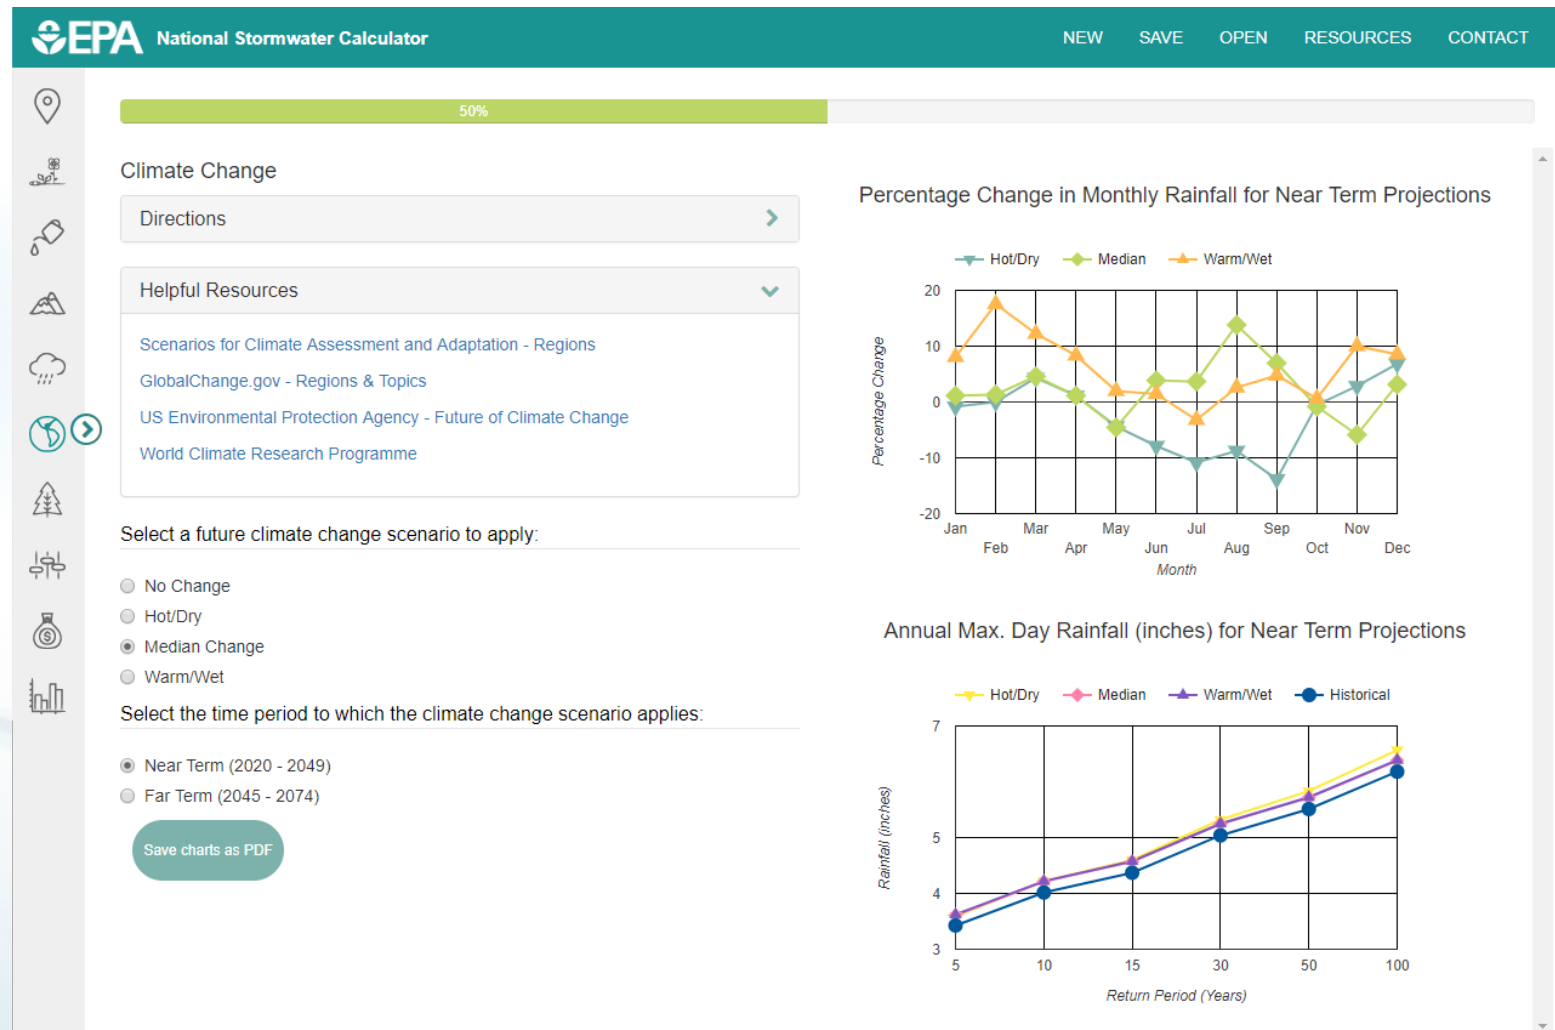 EPA National Stormwater Calculator NEW SAVE OPEN RESOURCES CONTACT
50%
Climate Change
Directions
Helpful Resources
Scenarios for Climate Assessment and Adaptation - Regions
GlobalChange.gov - Regions & Topics
US Environmental Protection Agency - Future of Climate Change
World Climate Research Programme
Select a future climate change scenario to apply:
No Change
Hot/Dry
Median Change
Warm/Wet
Select the time period to which the climate change scenario applies:
Near Term (2020 - 2049)
Far Term (2045 - 2074)
Save charts as PDF
Percentage Change in Monthly Rainfall for Near Term Projections
Hot/Dry Median Warm/Wet
Percentage Change
20
10
0
-10
-20
Jan Mar May Jul Sep Nov
Feb Apr Jun Aug Oct Dec
Month
Annual Max. Day Rainfall (inches) for Near Term Projections
Hot/Dry Median Warm/Wet Historical
Rainfall (inches)
7
5
4
3
5 10 15 30 50 100
Return Period (Years)